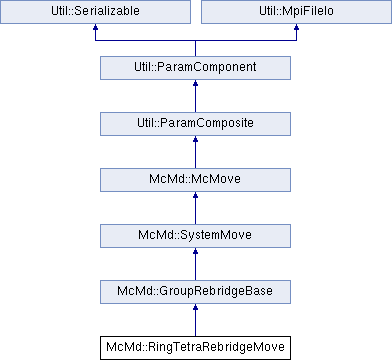 Util::Serializable
Util::MpiFileIo
Util::ParamComponent
Util::ParamComposite
McMd::McMove
McMd::SystemMove
McMd::GroupRebridgeBase
McMd::RingTetraRebridgeMove